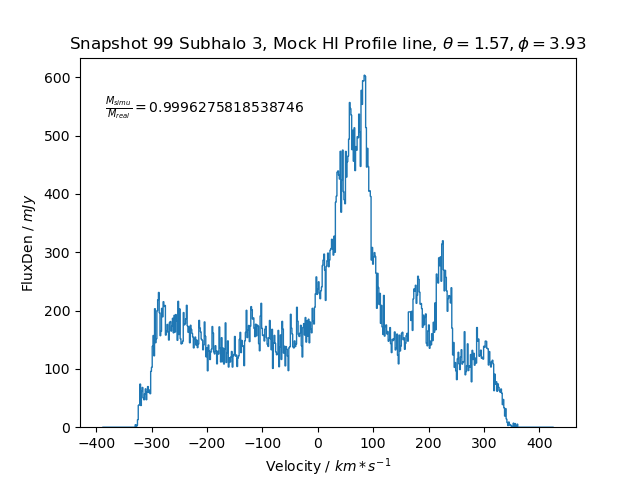 Snapshot 99 Subhalo 3, Mock HI Profile line, θ = 1.57, ϕ = 3.93
M_simu/M_real = 0.9996275818538746
FluxDen / mJy
600
500
400
300
200
100
0
−400 −300 −200 −100 0 100 200 300 400
Velocity / km * s⁻¹